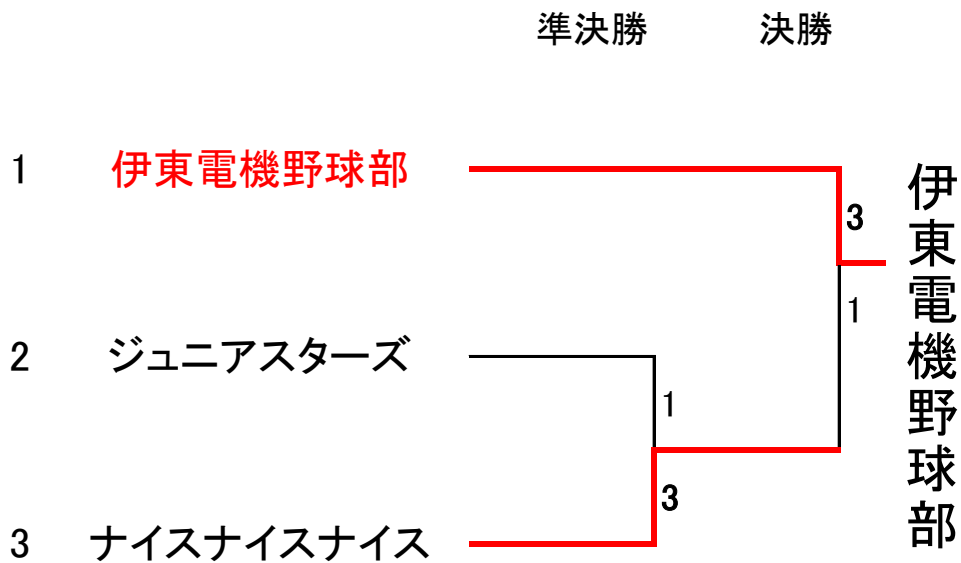 準決勝 決勝
1 伊東電機野球部
3
1
2 ジュニアスターズ
1
3
3 ナイスナイスナイス
伊東電機野球部